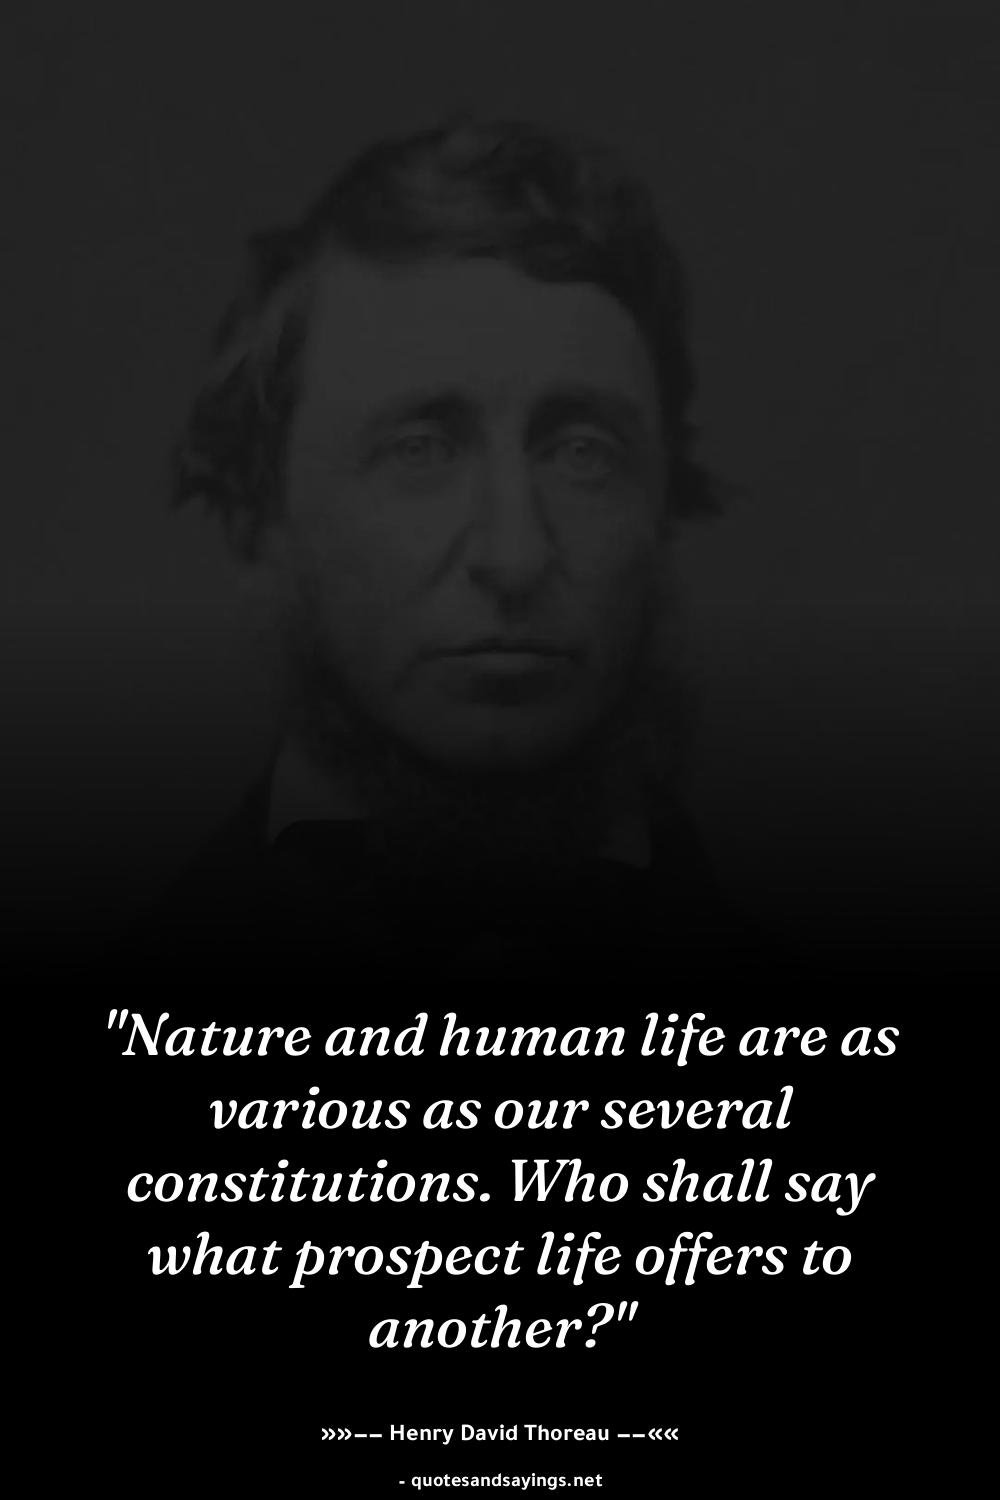 "Nature and human life are as
various as our several
constitutions. Who shall say
what prospect life offers to
another?"
»»–– Henry David Thoreau ––««
- quotesandsayings.net